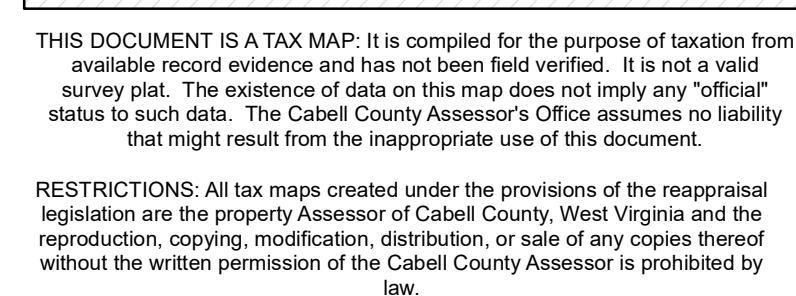 THIS DOCUMENT IS A TAX MAP: It is compiled for the purpose of taxation from
available record evidence and has not been field verified.  It is not a valid
survey plat.  The existence of data on this map does not imply any "official"
status to such data.  The Cabell County Assessor's Office assumes no liability
that might result from the inappropriate use of this document.
RESTRICTIONS: All tax maps created under the provisions of the reappraisal
legislation are the property Assessor of Cabell County, West Virginia and the
reproduction, copying, modification, distribution, or sale of any copies thereof
without the written permission of the Cabell County Assessor is prohibited by
law.